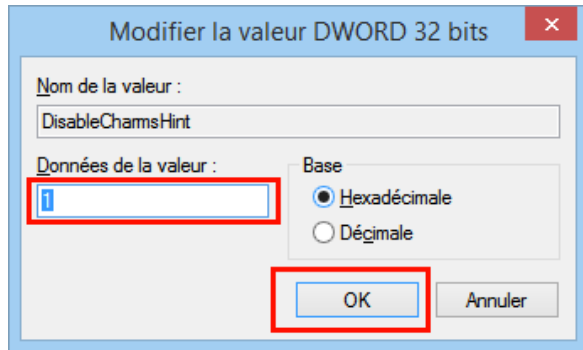 Modifier la valeur DWORD 32 bits
Nom de la valeur :
DisableCharmsHint
Données de la valeur :
1
Base
Hexadécimale
Décimale
OK
Annuler